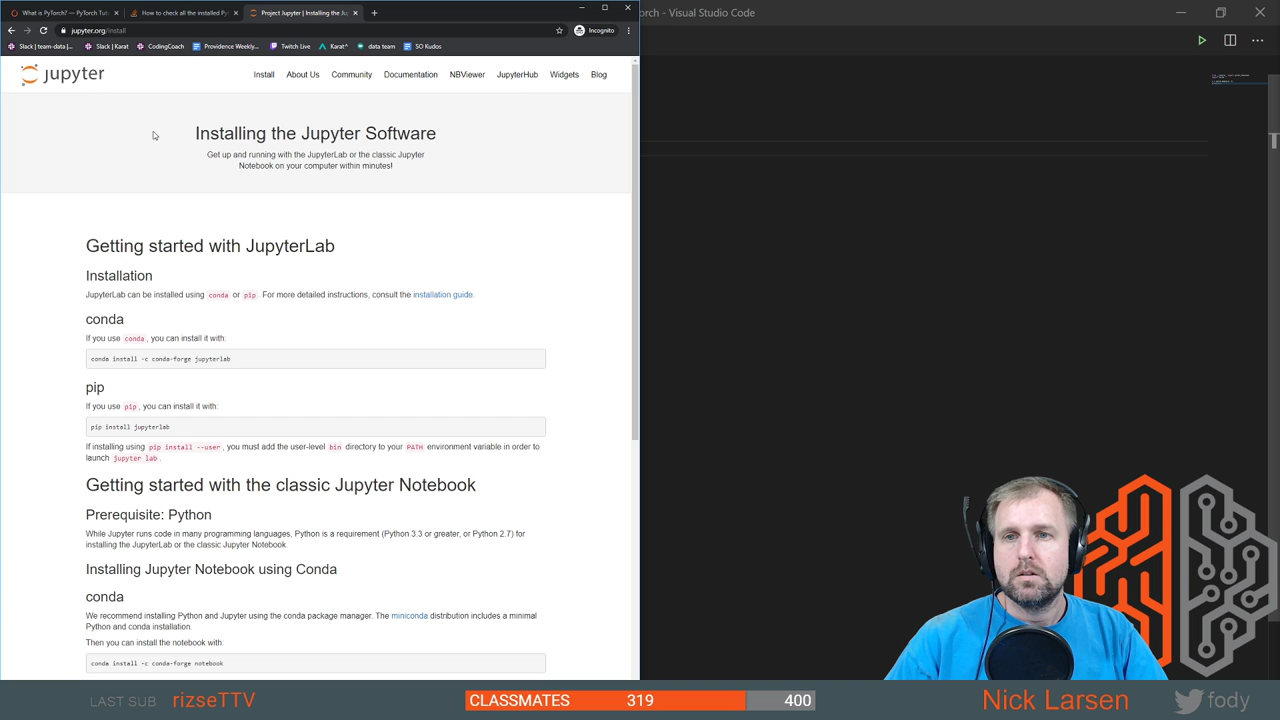 What is PyTorch? — PyTorch Tut
How to check all the installed Py
Project Jupyter | Installing the Ju
orch - Visual Studio Code
jupyter.org/install
Incognito
Slack | team-data |...
Slack | Karat
CodingCoach
Providence Weekly...
Twitch Live
Karat^
data team
SO Kudos
jupyter
Install
About Us
Community
Documentation
NBViewer
JupyterHub
Widgets
Blog
Installing the Jupyter Software
Get up and running with the JupyterLab or the classic Jupyter
Notebook on your computer within minutes!
Getting started with JupyterLab
Installation
JupyterLab can be installed using conda or pip. For more detailed instructions, consult the installation guide.
conda
If you use conda, you can install it with:
conda install -c conda-forge jupyterlab
pip
If you use pip, you can install it with:
pip install jupyterlab
If installing using pip install --user, you must add the user-level bin directory to your PATH environment variable in order to
launch jupyter lab.
Getting started with the classic Jupyter Notebook
Prerequisite: Python
While Jupyter runs code in many programming languages, Python is a requirement (Python 3.3 or greater, or Python 2.7) for
installing the JupyterLab or the classic Jupyter Notebook.
Installing Jupyter Notebook using Conda
conda
We recommend installing Python and Jupyter using the conda package manager. The miniconda distribution includes a minimal
Python and conda installation.
Then you can install the notebook with:
conda install -c conda-forge notebook
LAST SUB rizseTTV
CLASSMATES 319 400
Nick Larsen
fody